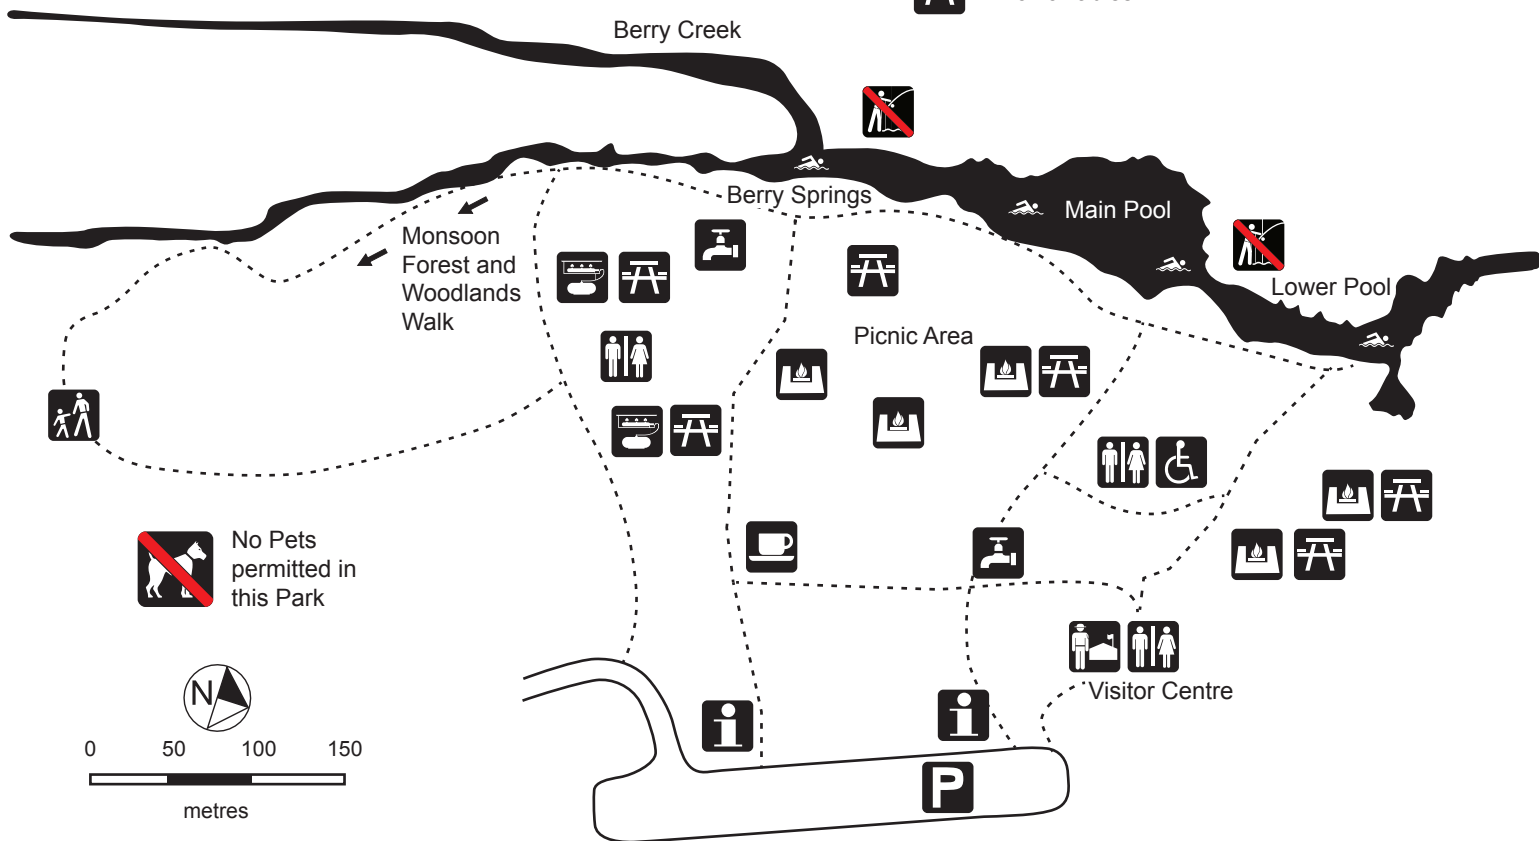 Berry Creek
Berry Springs
Main Pool
Monsoon
Forest and
Woodlands
Walk
Lower Pool
Picnic Area
No Pets
permitted in
this Park
Visitor Centre
N
0 50 100 150
metres
i
i
P